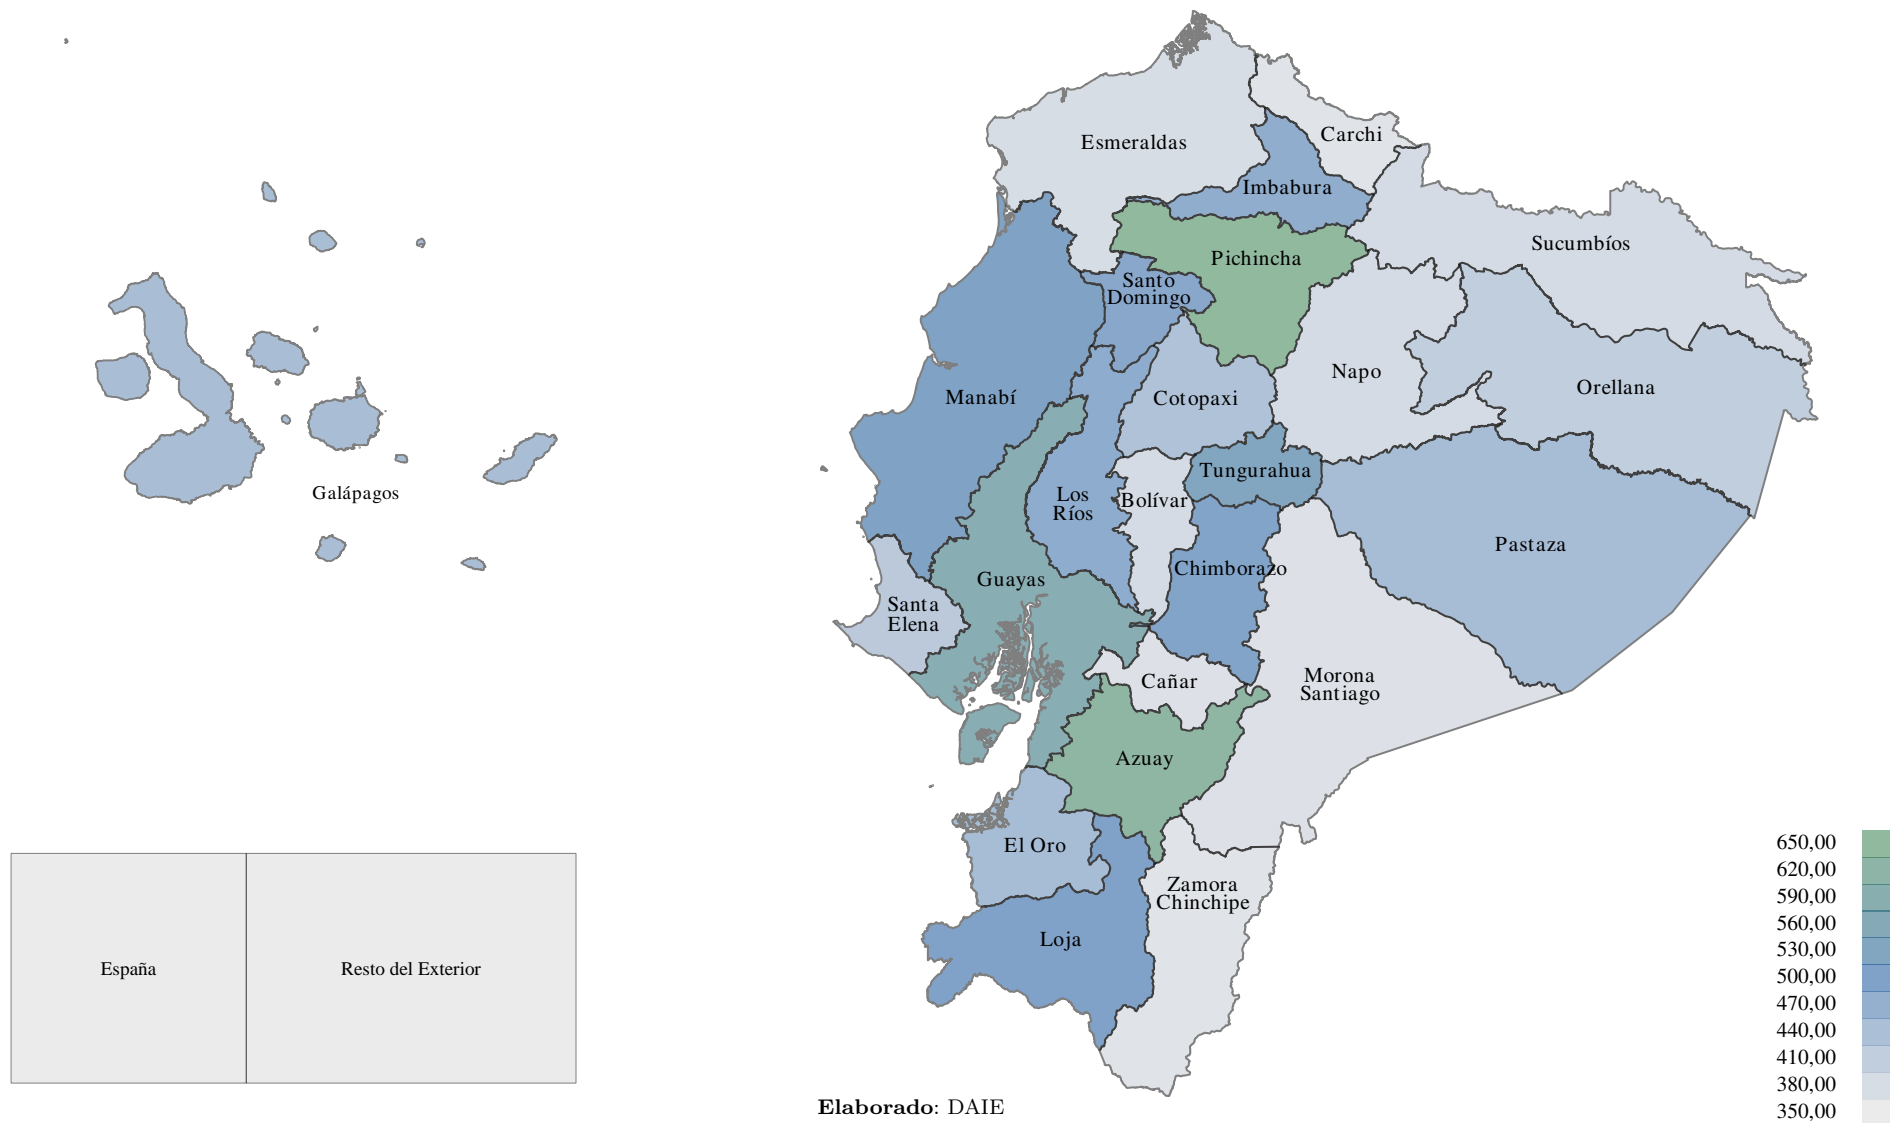 Esmeraldas
Carchi
Imbabura
Sucumbíos
Pichincha
Santo
Domingo
Napo
Orellana
Manabí
Cotopaxi
Tungurahua
Galápagos
Los
Ríos
Bolívar
Pastaza
Chimborazo
Guayas
Santa
Elena
Cañar
Morona
Santiago
Azuay
El Oro
Zamora
Chinchipe
Loja
España
Resto del Exterior
650,00
620,00
590,00
560,00
530,00
500,00
470,00
440,00
410,00
380,00
350,00
Elaborado: DAIE